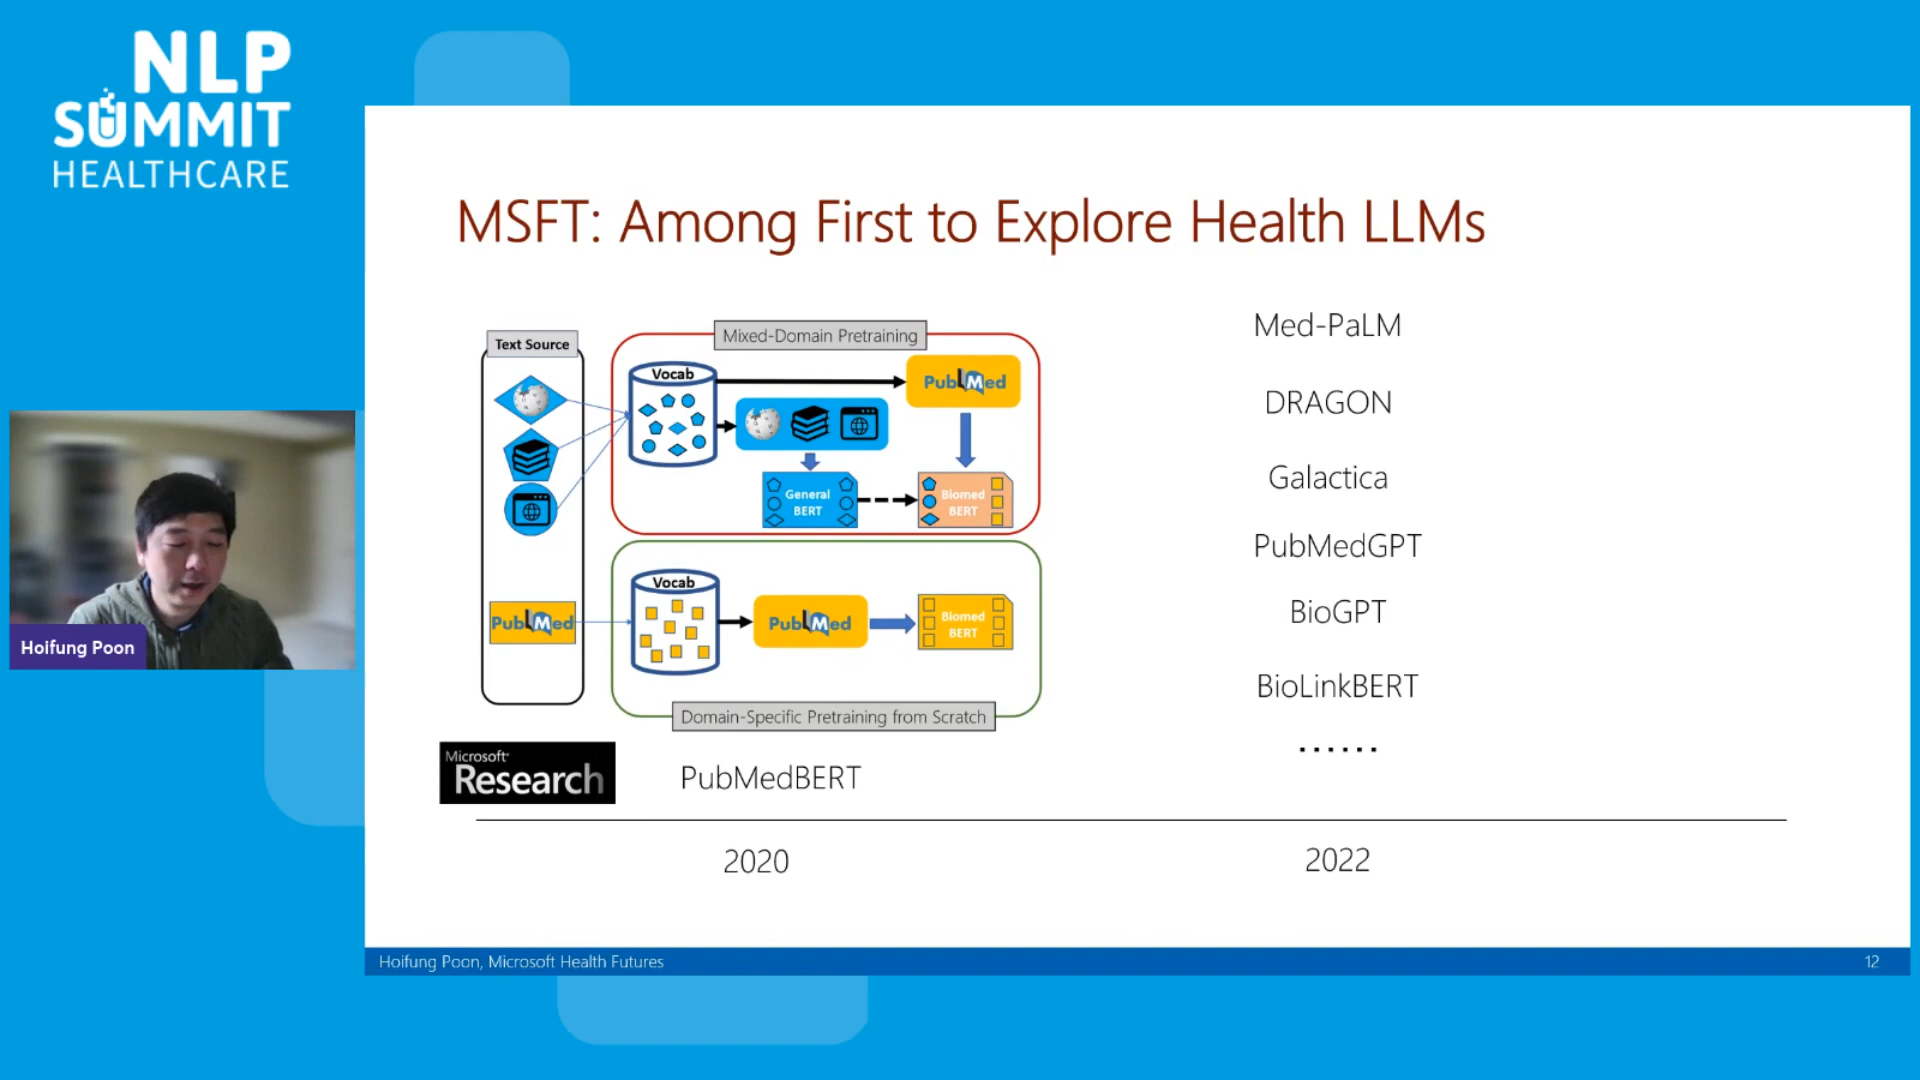 NLP
SUMMIT
HEALTHCARE
MSFT: Among First to Explore Health LLMs
Text Source
Mixed-Domain Pretraining
Vocab
PubMed
General
BERT
Biomed
BERT
PubMed
Vocab
PubMed
Biomed
BERT
Domain-Specific Pretraining from Scratch
Microsoft
Research
PubMedBERT
Med-PaLM
DRAGON
Galactica
PubMedGPT
BioGPT
BioLinkBERT
......
2020
2022
Hoifung Poon
Hoifung Poon, Microsoft Health Futures
12